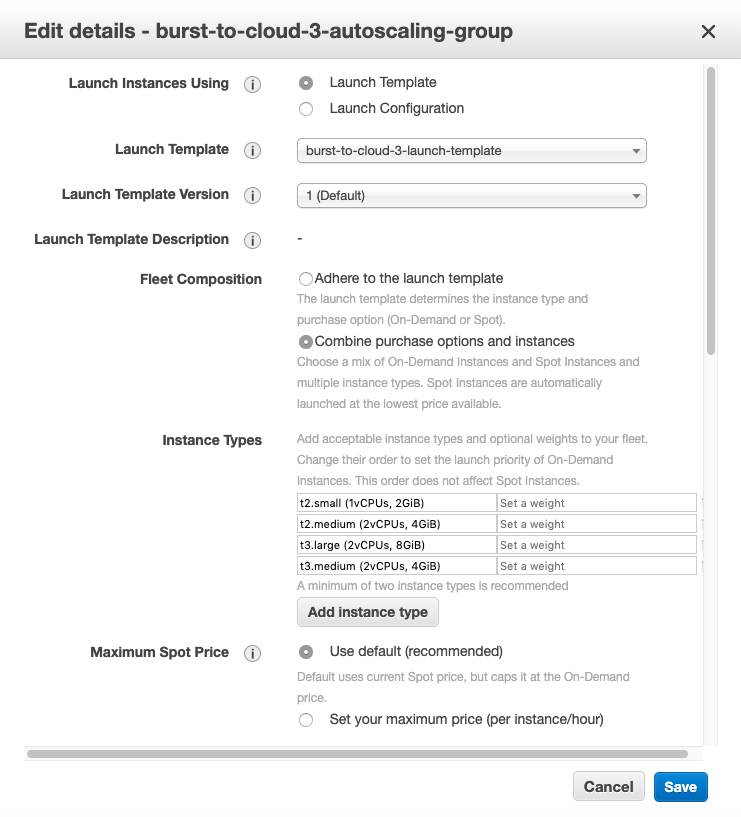 Edit details - burst-to-cloud-3-autoscaling-group
Launch Instances Using
Launch Template
Launch Configuration
Launch Template
burst-to-cloud-3-launch-template
Launch Template Version
1 (Default)
Launch Template Description
-
Fleet Composition
Adhere to the launch template
The launch template determines the instance type and
purchase option (On-Demand or Spot).
Combine purchase options and instances
Choose a mix of On-Demand Instances and Spot Instances and
multiple instance types. Spot Instances are automatically
launched at the lowest price available.
Instance Types
Add acceptable instance types and optional weights to your fleet.
Change their order to set the launch priority of On-Demand
Instances. This order does not affect Spot Instances.
t2.small (1vCPUs, 2GiB) Set a weight
t2.medium (2vCPUs, 4GiB) Set a weight
t3.large (2vCPUs, 8GiB) Set a weight
t3.medium (2vCPUs, 4GiB) Set a weight
A minimum of two instance types is recommended
Add instance type
Maximum Spot Price
Use default (recommended)
Default uses current Spot price, but caps it at the On-Demand
price.
Set your maximum price (per instance/hour)
Cancel
Save